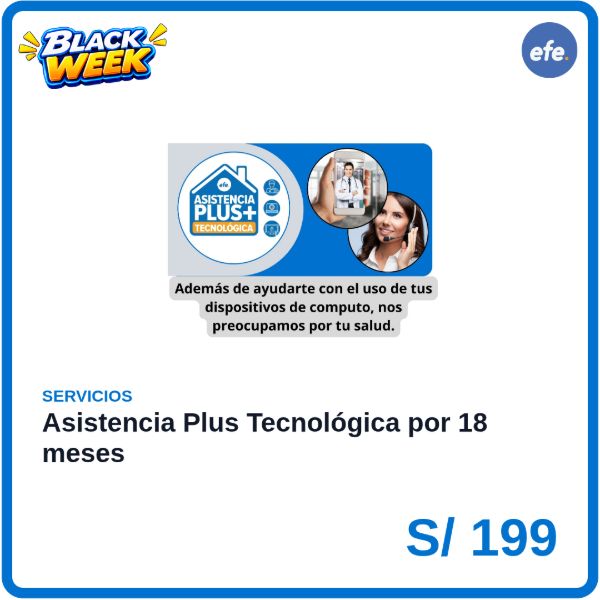 BLACK
WEEK
efe.
efe
ASISTENCIA
PLUS+
TECNOLÓGICA
Además de ayudarte con el uso de tus
dispositivos de computo, nos
preocupamos por tu salud.
SERVICIOS
Asistencia Plus Tecnológica por 18
meses
S/ 199